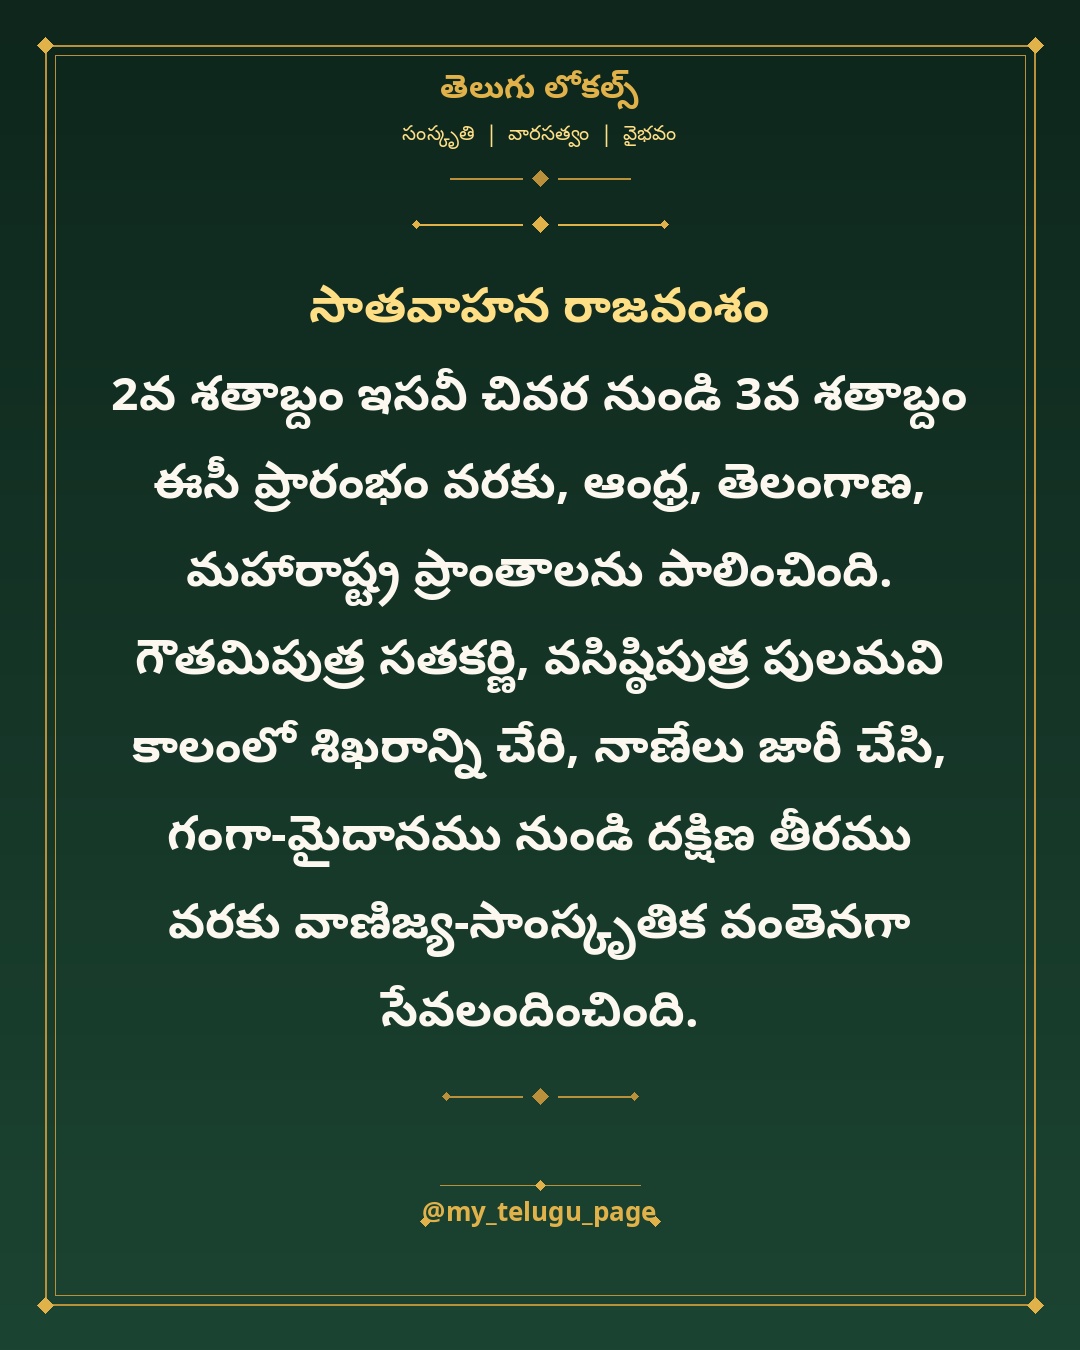 తెలుగు లోకల్స్
సంస్కృతి | వారసత్వం | వైభవం
సాతవాహన రాజవంశం
2వ శతాబ్దం ఇసవీ చివర నుండి 3వ శతాబ్దం
ఈసీ ప్రారంభం వరకు, ఆంధ్ర, తెలంగాణ,
మహారాష్ట్ర ప్రాంతాలను పాలించింది.
గౌతమిపుత్ర సతకర్ణి, వసిష్ఠిపుత్ర పులమవి
కాలంలో శిఖరాన్ని చేరి, నాణేలు జారీ చేసి,
గంగా-మైదానము నుండి దక్షిణ తీరము
వరకు వాణిజ్య-సాంస్కృతిక వంతెనగా
సేవలందించింది.
@my_telugu_page